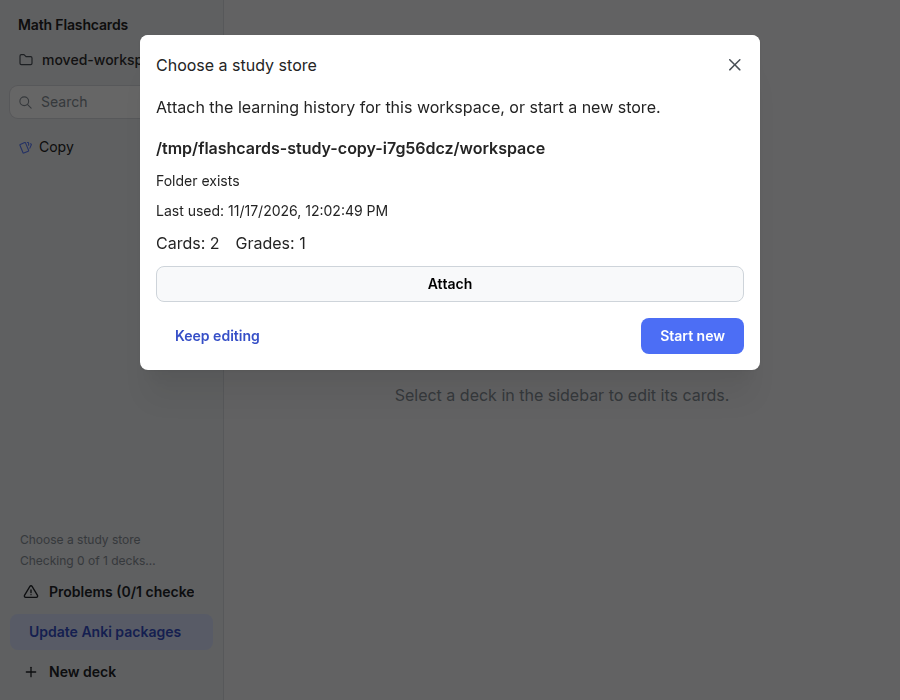 Math Flashcards
moved-worksp
Search
Copy
Choose a study store
Attach the learning history for this workspace, or start a new store.
/tmp/flashcards-study-copy-i7g56dcz/workspace
Folder exists
Last used: 11/17/2026, 12:02:49 PM
Cards: 2 Grades: 1
Attach
Keep editing
Start new
Select a deck in the sidebar to edit its cards.
Choose a study store
Checking 0 of 1 decks...
Problems (0/1 checke
Update Anki packages
New deck